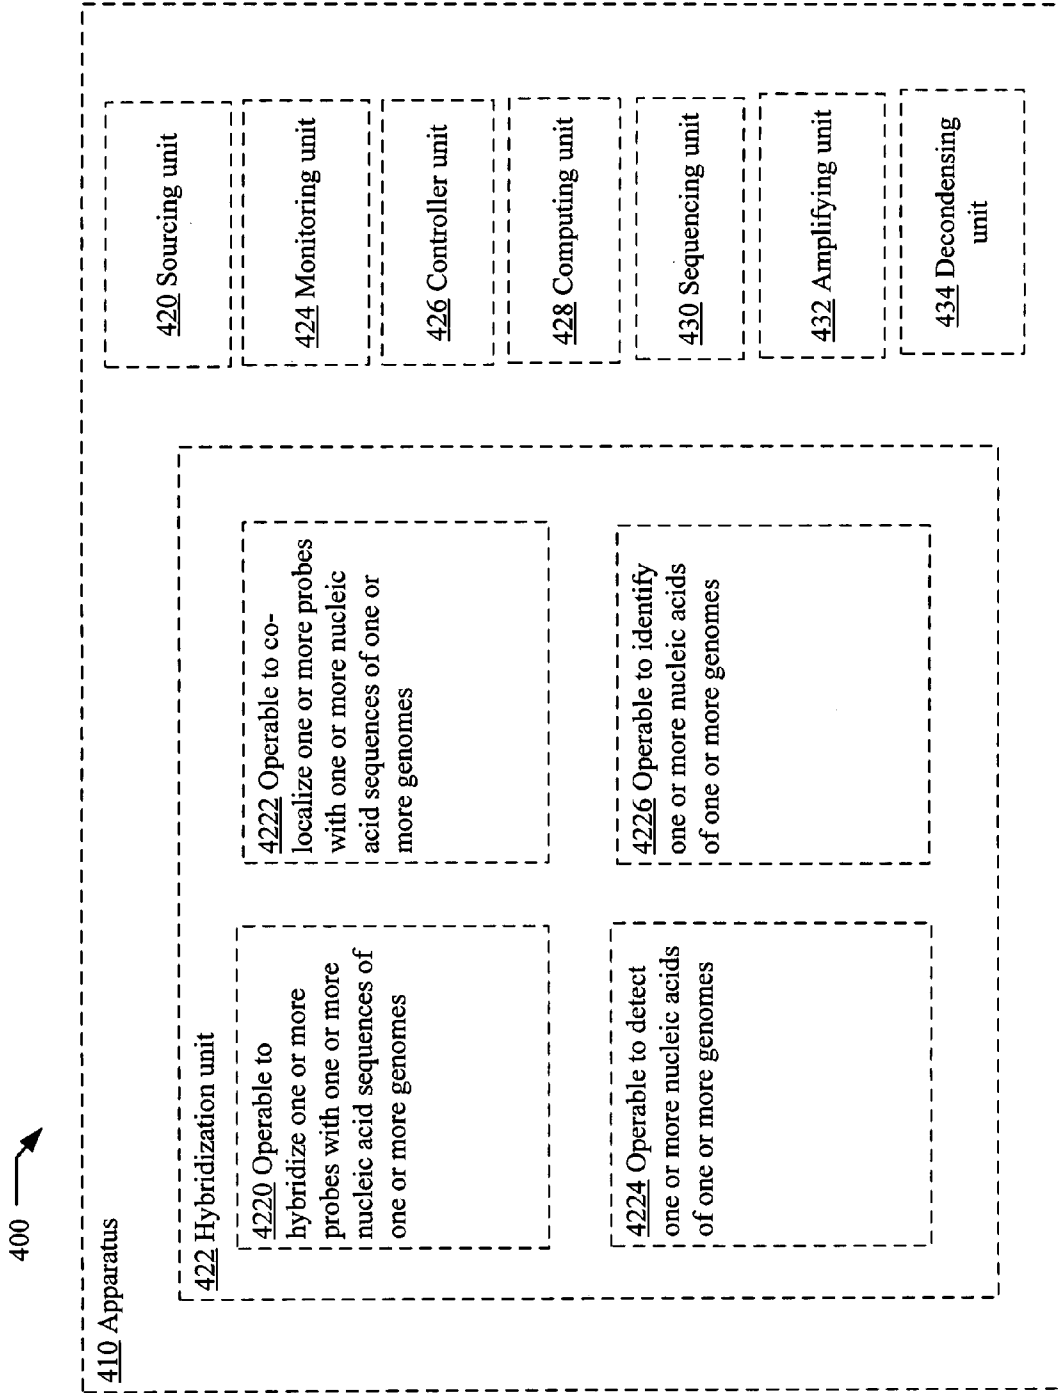 400
410 Apparatus
422 Hybridization unit
4220 Operable to
hybridize one or more
probes with one or more
nucleic acid sequences of
one or more genomes
4222 Operable to co-
localize one or more probes
with one or more nucleic
acid sequences of one or
more genomes
4224 Operable to detect
one or more nucleic acids
of one or more genomes
4226 Operable to identify
one or more nucleic acids
of one or more genomes
420 Sourcing unit
424 Monitoring unit
426 Controller unit
428 Computing unit
430 Sequencing unit
432 Amplifying unit
434 Decondensing
unit